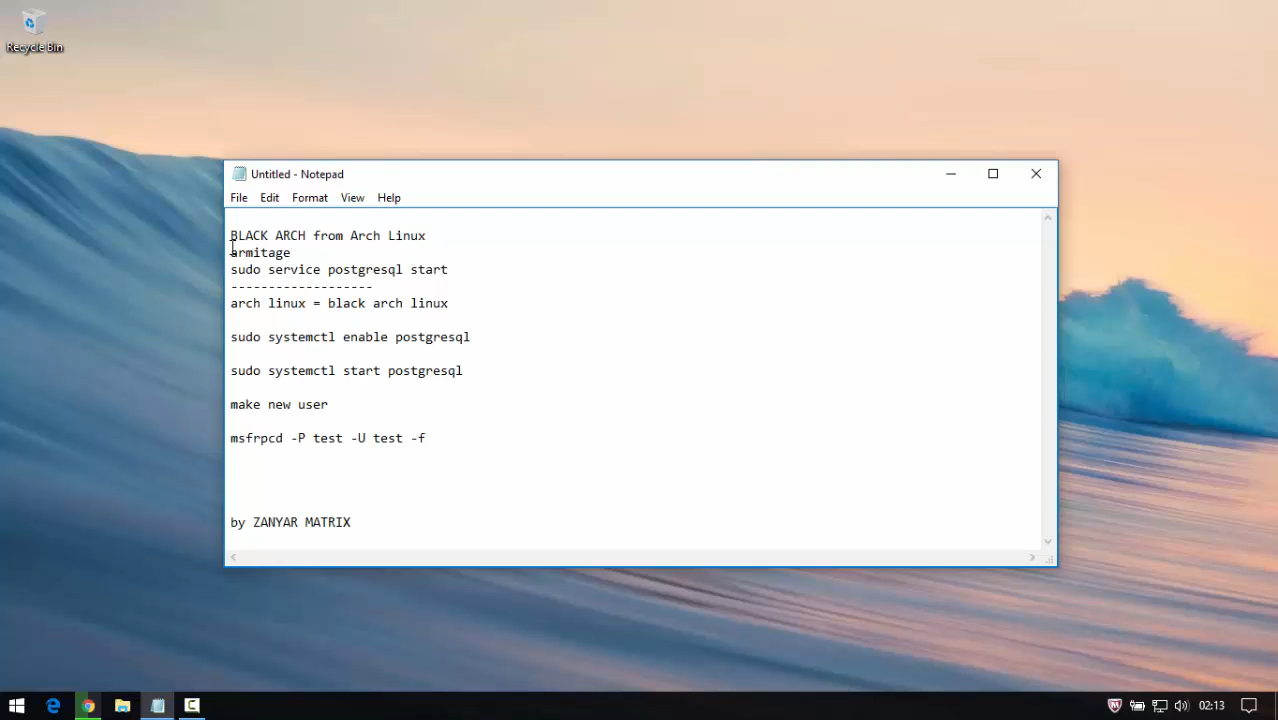 Recycle Bin
Untitled - Notepad
File Edit Format View Help
BLACK ARCH from Arch Linux
armitage
sudo service postgresql start
-------------------
arch linux = black arch linux
sudo systemctl enable postgresql
sudo systemctl start postgresql
make new user
msfrpcd -P test -U test -f
by ZANYAR MATRIX
02:13